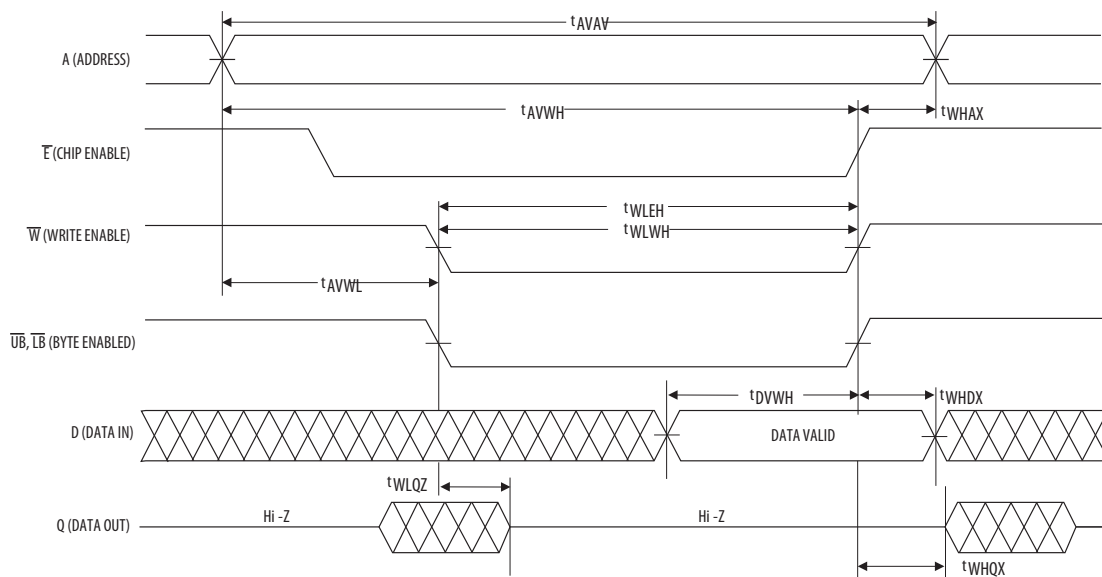 tAVAV
A (ADDRESS)
tAVWH
tWHAX
E (CHIP ENABLE)
tWLEH
W (WRITE ENABLE)
tWLWH
tAVWL
UB, LB (BYTE ENABLED)
tDVWH
tWHDX
D (DATA IN)
DATA VALID
tWLQZ
Q (DATA OUT)
Hi -Z
Hi -Z
tWHQX